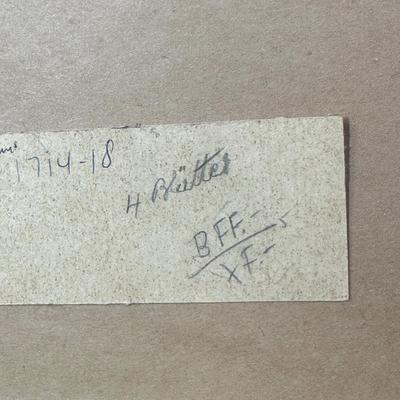 1714-18
4 Blätter
BFF.-
XF.-